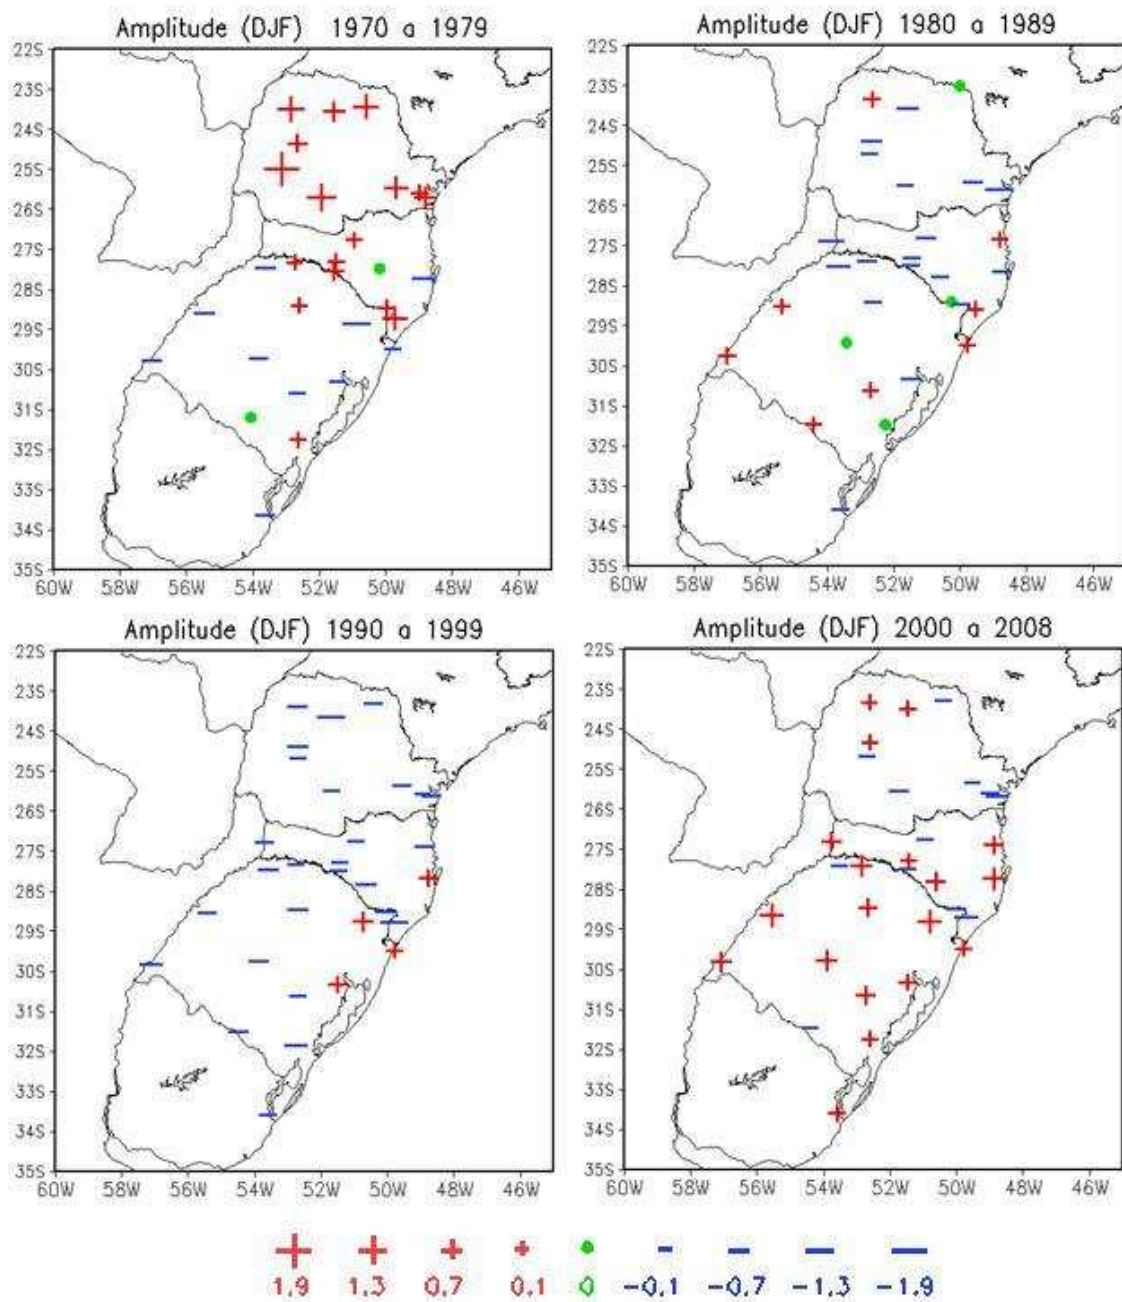 Amplitude (DJF) 1970 a 1979
22S
23S
24S
25S
26S
27S
28S
29S
30S
31S
32S
33S
34S
35S
60W 58W 56W 54W 52W 50W 48W 46W
Amplitude (DJF) 1980 a 1989
22S
23S
24S
25S
26S
27S
28S
29S
30S
31S
32S
33S
34S
35S
60W 58W 56W 54W 52W 50W 48W 46W
Amplitude (DJF) 1990 a 1999
22S
23S
24S
25S
26S
27S
28S
29S
30S
31S
32S
33S
34S
35S
60W 58W 56W 54W 52W 50W 48W 46W
Amplitude (DJF) 2000 a 2008
22S
23S
24S
25S
26S
27S
28S
29S
30S
31S
32S
33S
34S
35S
60W 58W 56W 54W 52W 50W 48W 46W
1.9 1.3 0.7 0.1 0 -0.1 -0.7 -1.3 -1.9